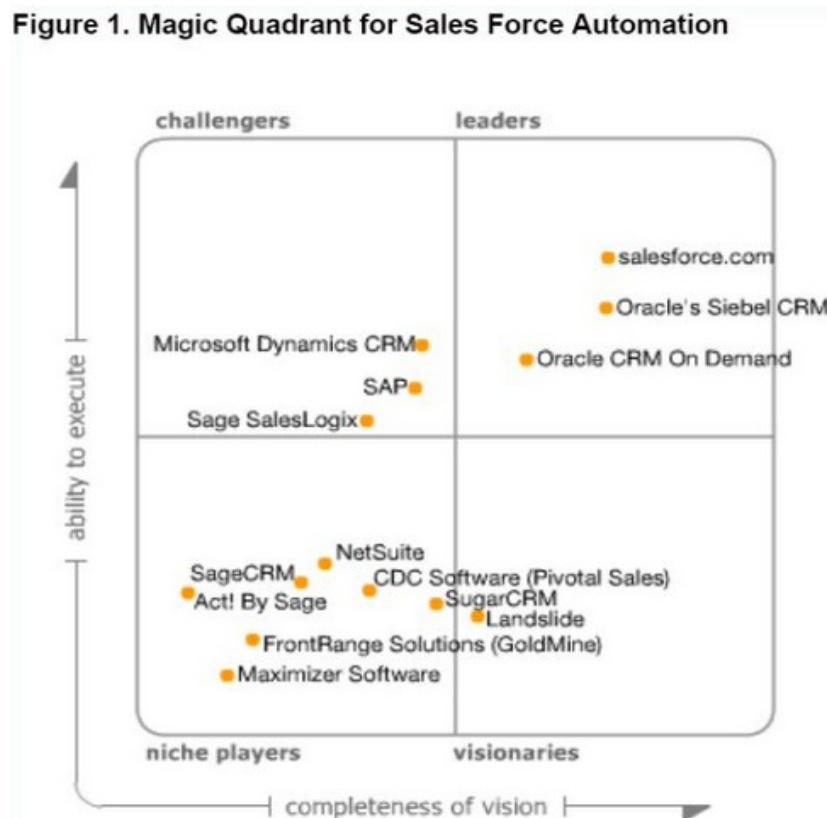 Figure 1. Magic Quadrant for Sales Force Automation
challengers
leaders
salesforce.com
Oracle's Siebel CRM
Microsoft Dynamics CRM
Oracle CRM On Demand
SAP
Sage SalesLogix
ability to execute
NetSuite
SageCRM
CDC Software (Pivotal Sales)
Act! By Sage
SugarCRM
Landslide
FrontRange Solutions (GoldMine)
Maximizer Software
niche players
visionaries
completeness of vision